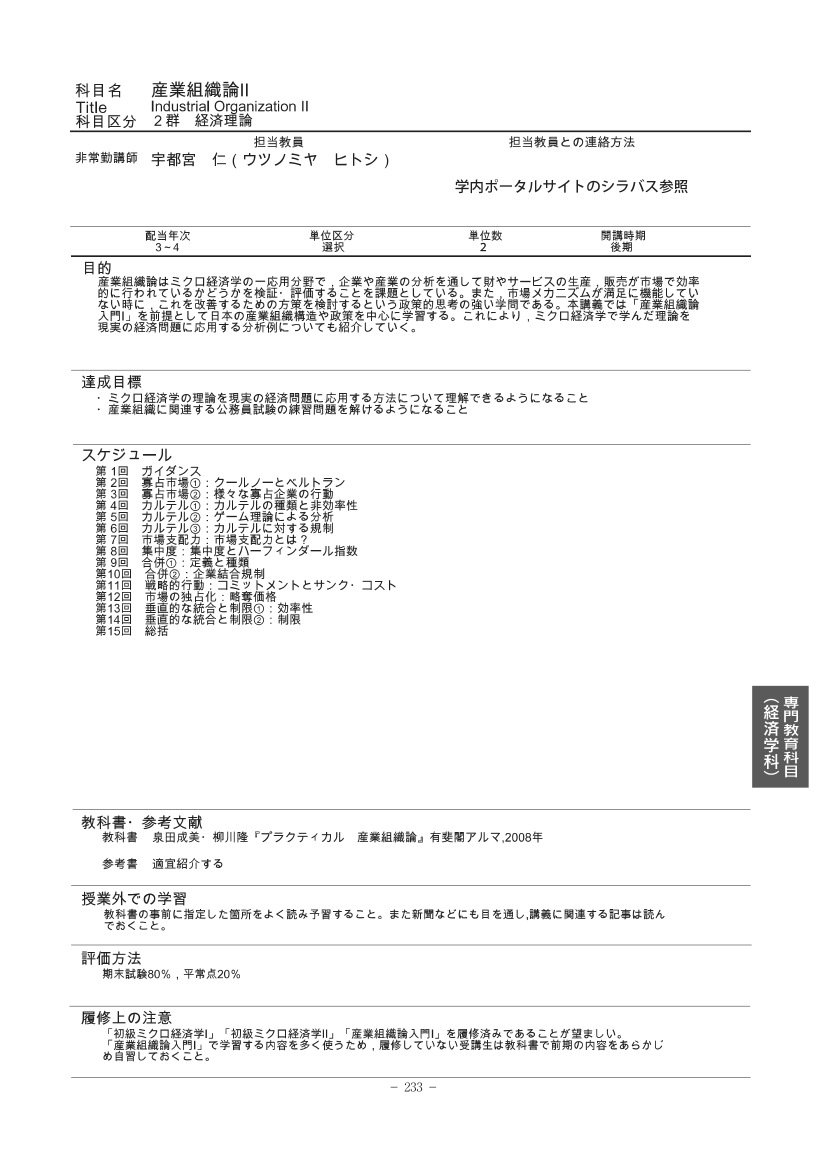 科目名 産業組織論II
Title Industrial Organization II
科目区分 2群 経済理論
担当教員 担当教員との連絡方法
非常勤講師 宇都宮 仁(ウツノミヤ ヒトシ)
学内ポータルサイトのシラバス参照
配当年次 単位区分 単位数 開講時期
3~4 選択 2 後期
目的
産業組織論はミクロ経済学の一応用分野で,企業や産業の分析を通して財やサービスの生産,販売が市場で効率
的に行われているかどうかを検証・評価することを課題としている。また,市場メカニズムが満足に機能してい
ない時に,これを改善するための方策を検討するという政策的思考の強い学問である。本講義では「産業組織論
入門I」を前提として日本の産業組織構造や政策を中心に学習する。これにより,ミクロ経済学で学んだ理論を
現実の経済問題に応用する分析例についても紹介していく。
達成目標
・ミクロ経済学の理論を現実の経済問題に応用する方法について理解できるようになること
・産業組織に関連する公務員試験の練習問題を解けるようになること
スケジュール
第 1回 ガイダンス
第 2回 寡占市場①:クールノーとベルトラン
第 3回 寡占市場②:様々な寡占企業の行動
第 4回 カルテル①:カルテルの種類と非効率性
第 5回 カルテル②:ゲーム理論による分析
第 6回 カルテル③:カルテルに対する規制
第 7回 市場支配力:市場支配力とは?
第 8回 集中度:集中度とハーフィンダール指数
第 9回 合併①:定義と種類
第10回 合併②:企業結合規制
第11回 戦略的行動:コミットメントとサンク・コスト
第12回 市場の独占化:略奪価格
第13回 垂直的な統合と制限①:効率性
第14回 垂直的な統合と制限②:制限
第15回 総括
専門教育科目
(経済学科)
教科書・参考文献
教科書 泉田成美・柳川隆『プラクティカル 産業組織論』有斐閣アルマ,2008年
参考書 適宜紹介する
授業外での学習
教科書の事前に指定した箇所をよく読み予習すること。また新聞などにも目を通し,講義に関連する記事は読ん
でおくこと。
評価方法
期末試験80%,平常点20%
履修上の注意
「初級ミクロ経済学I」「初級ミクロ経済学II」「産業組織論入門I」を履修済みであることが望ましい。
「産業組織論入門I」で学習する内容を多く使うため,履修していない受講生は教科書で前期の内容をあらかじ
め自習しておくこと。
− 233 −